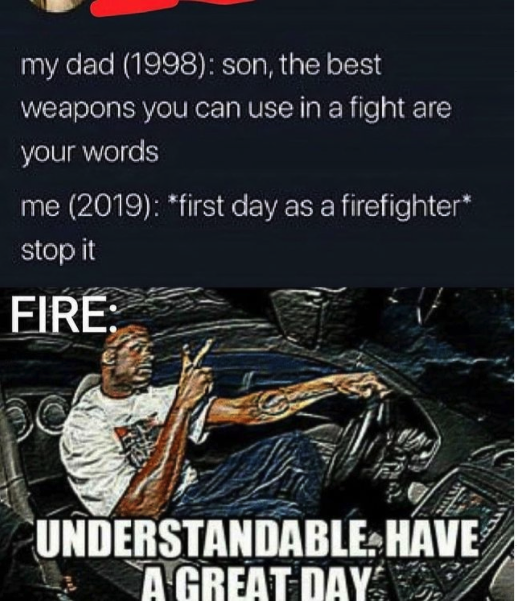 my dad (1998): son, the best
weapons you can use in a fight are
your words
me (2019): *first day as a firefighter*
stop it
FIRE:
UNDERSTANDABLE. HAVE
A GREAT DAY